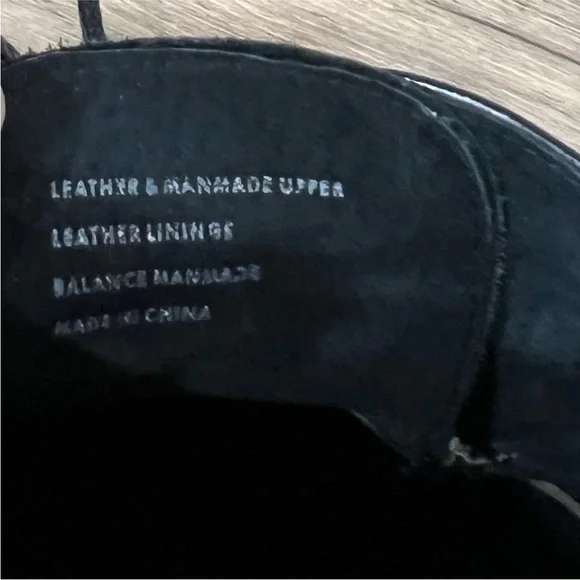 LEATHER & MANMADE UPPER
LEATHER LININGS
BALANCE MANMADE
MADE IN CHINA